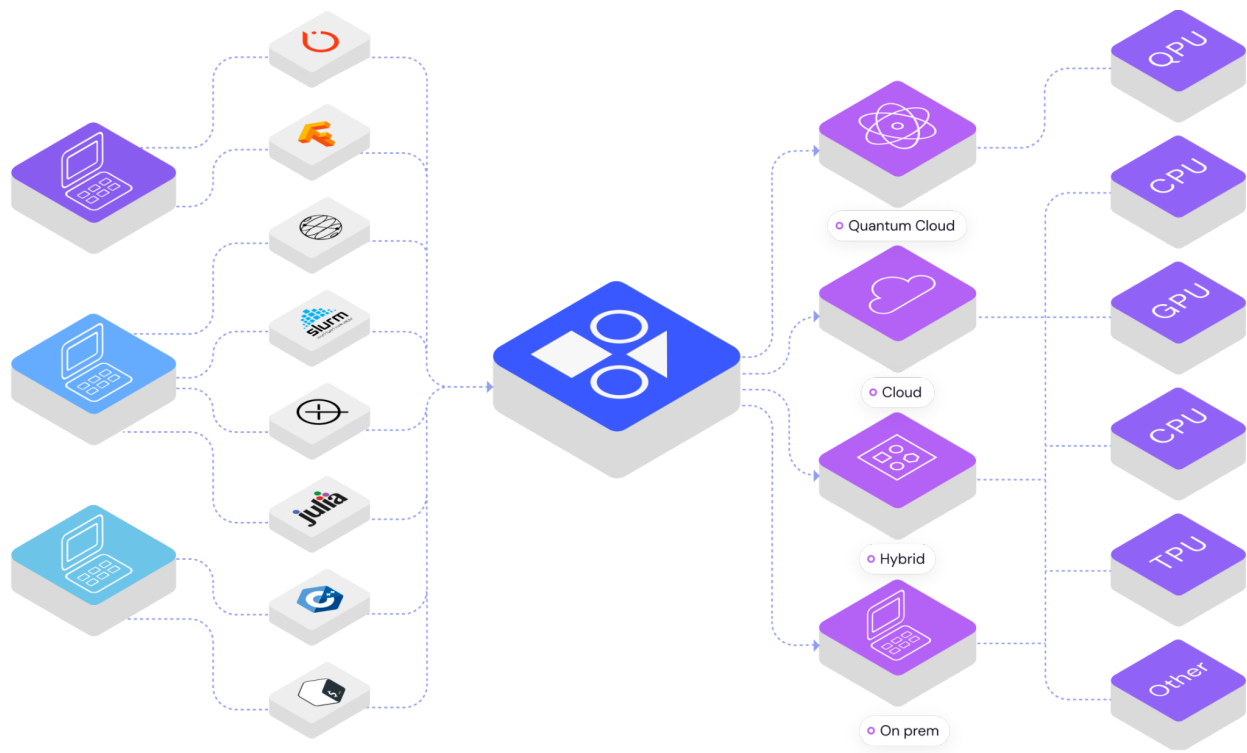 QPU
CPU
Quantum Cloud
GPU
slurm
Cloud
CPU
julia
Hybrid
TPU
Other
On prem